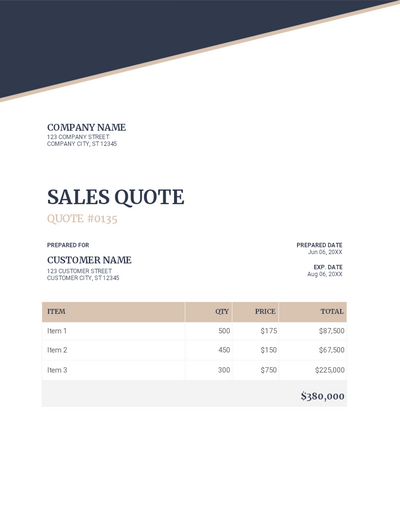 COMPANY NAME
123 COMPANY STREET
COMPANY CITY, ST 12345
SALES QUOTE
QUOTE #0135
PREPARED FOR
CUSTOMER NAME
123 CUSTOMER STREET
CUSTOMER CITY, ST 12345
PREPARED DATE
Jun 06, 20XX
EXP. DATE
Aug 06, 20XX
ITEM QTY PRICE TOTAL
Item 1 500 $175 $87,500
Item 2 450 $150 $67,500
Item 3 300 $750 $225,000
$380,000